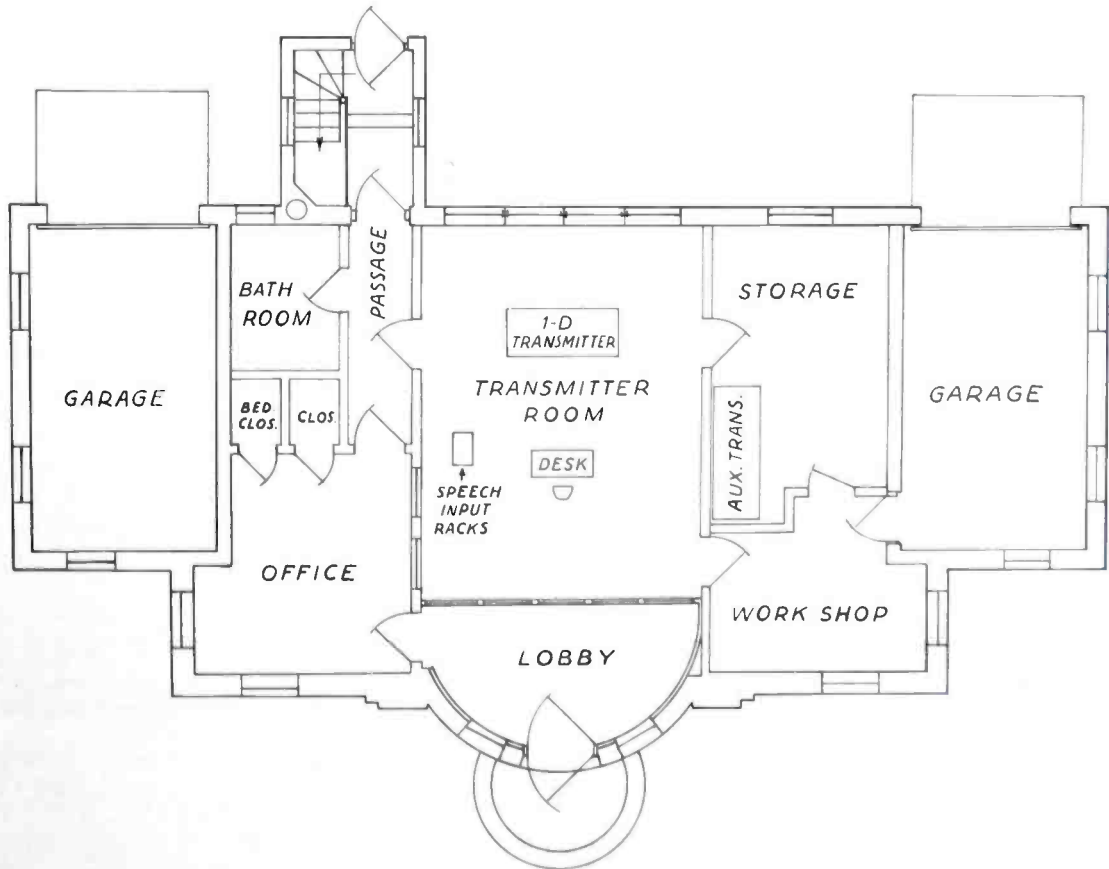 PASSAGE
BATH
ROOM
STORAGE
1-D
TRANSMITTER
GARAGE
BED
CLOS.
CLOS.
TRANSMITTER
ROOM
AUX. TRANS.
GARAGE
DESK
SPEECH
INPUT
RACKS
OFFICE
WORK SHOP
LOBBY